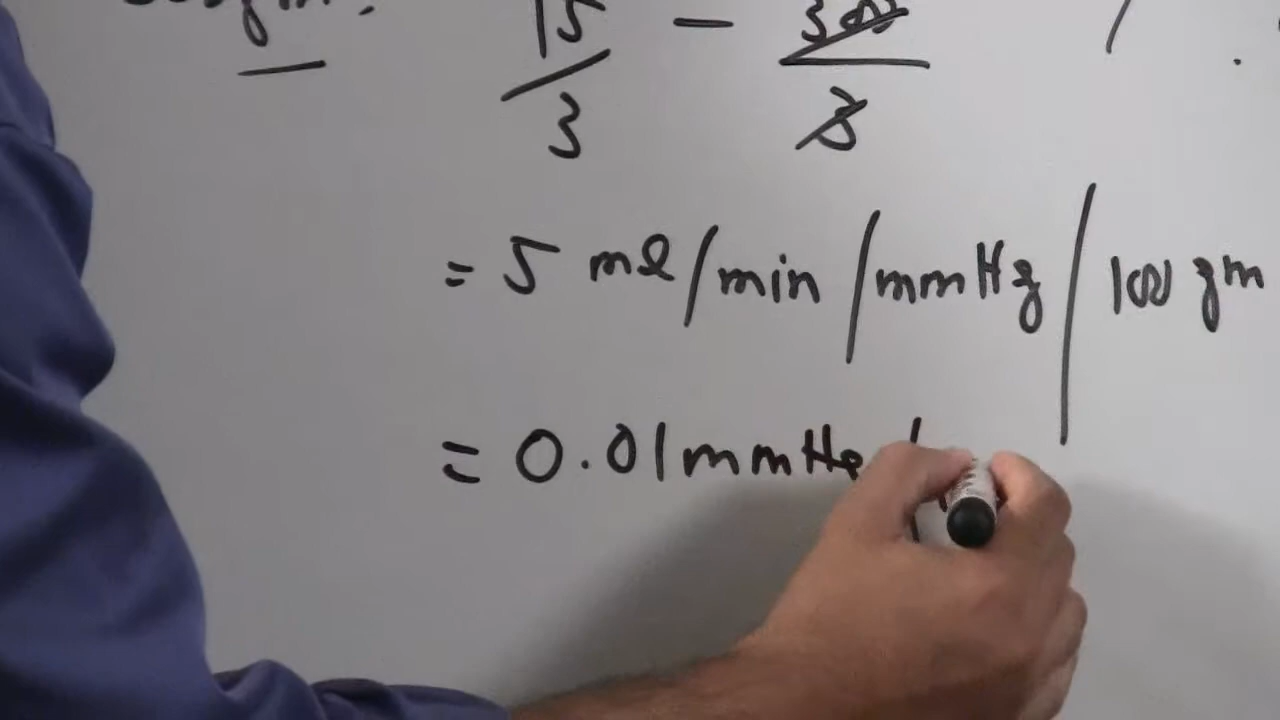 15 - 300
3 3
= 5 ml/min/mmHg/100 gm
= 0.01 mmHg/